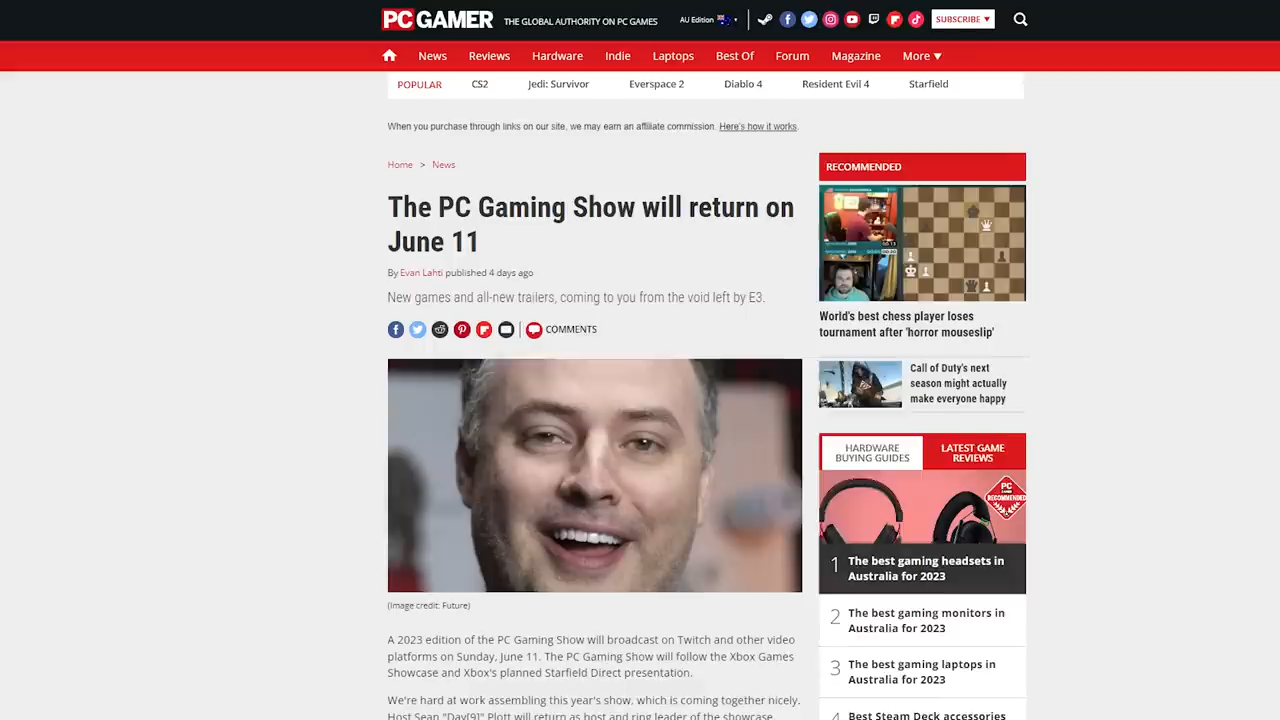 PC GAMER
THE GLOBAL AUTHORITY ON PC GAMES
AU Edition
SUBSCRIBE
News
Reviews
Hardware
Indie
Laptops
Best Of
Forum
Magazine
More
POPULAR
CS2
Jedi: Survivor
Everspace 2
Diablo 4
Resident Evil 4
Starfield
When you purchase through links on our site, we may earn an affiliate commission. Here's how it works.
Home > News
The PC Gaming Show will return on
June 11
By Evan Lahti published 4 days ago
New games and all-new trailers, coming to you from the void left by E3.
COMMENTS
(Image credit: Future)
A 2023 edition of the PC Gaming Show will broadcast on Twitch and other video
platforms on Sunday, June 11. The PC Gaming Show will follow the Xbox Games
Showcase and Xbox's planned Starfield Direct presentation.
We're hard at work assembling this year's show, which is coming together nicely.
Host Sean "Day[9]" Plott will return as host and ring leader of the showcase,
RECOMMENDED
World's best chess player loses
tournament after 'horror mouseslip'
Call of Duty's next
season might actually
make everyone happy
HARDWARE
BUYING GUIDES
LATEST GAME
REVIEWS
PC GAMER
RECOMMENDED
1 The best gaming headsets in
Australia for 2023
2 The best gaming monitors in
Australia for 2023
3 The best gaming laptops in
Australia for 2023
4 Best Steam Deck accessories